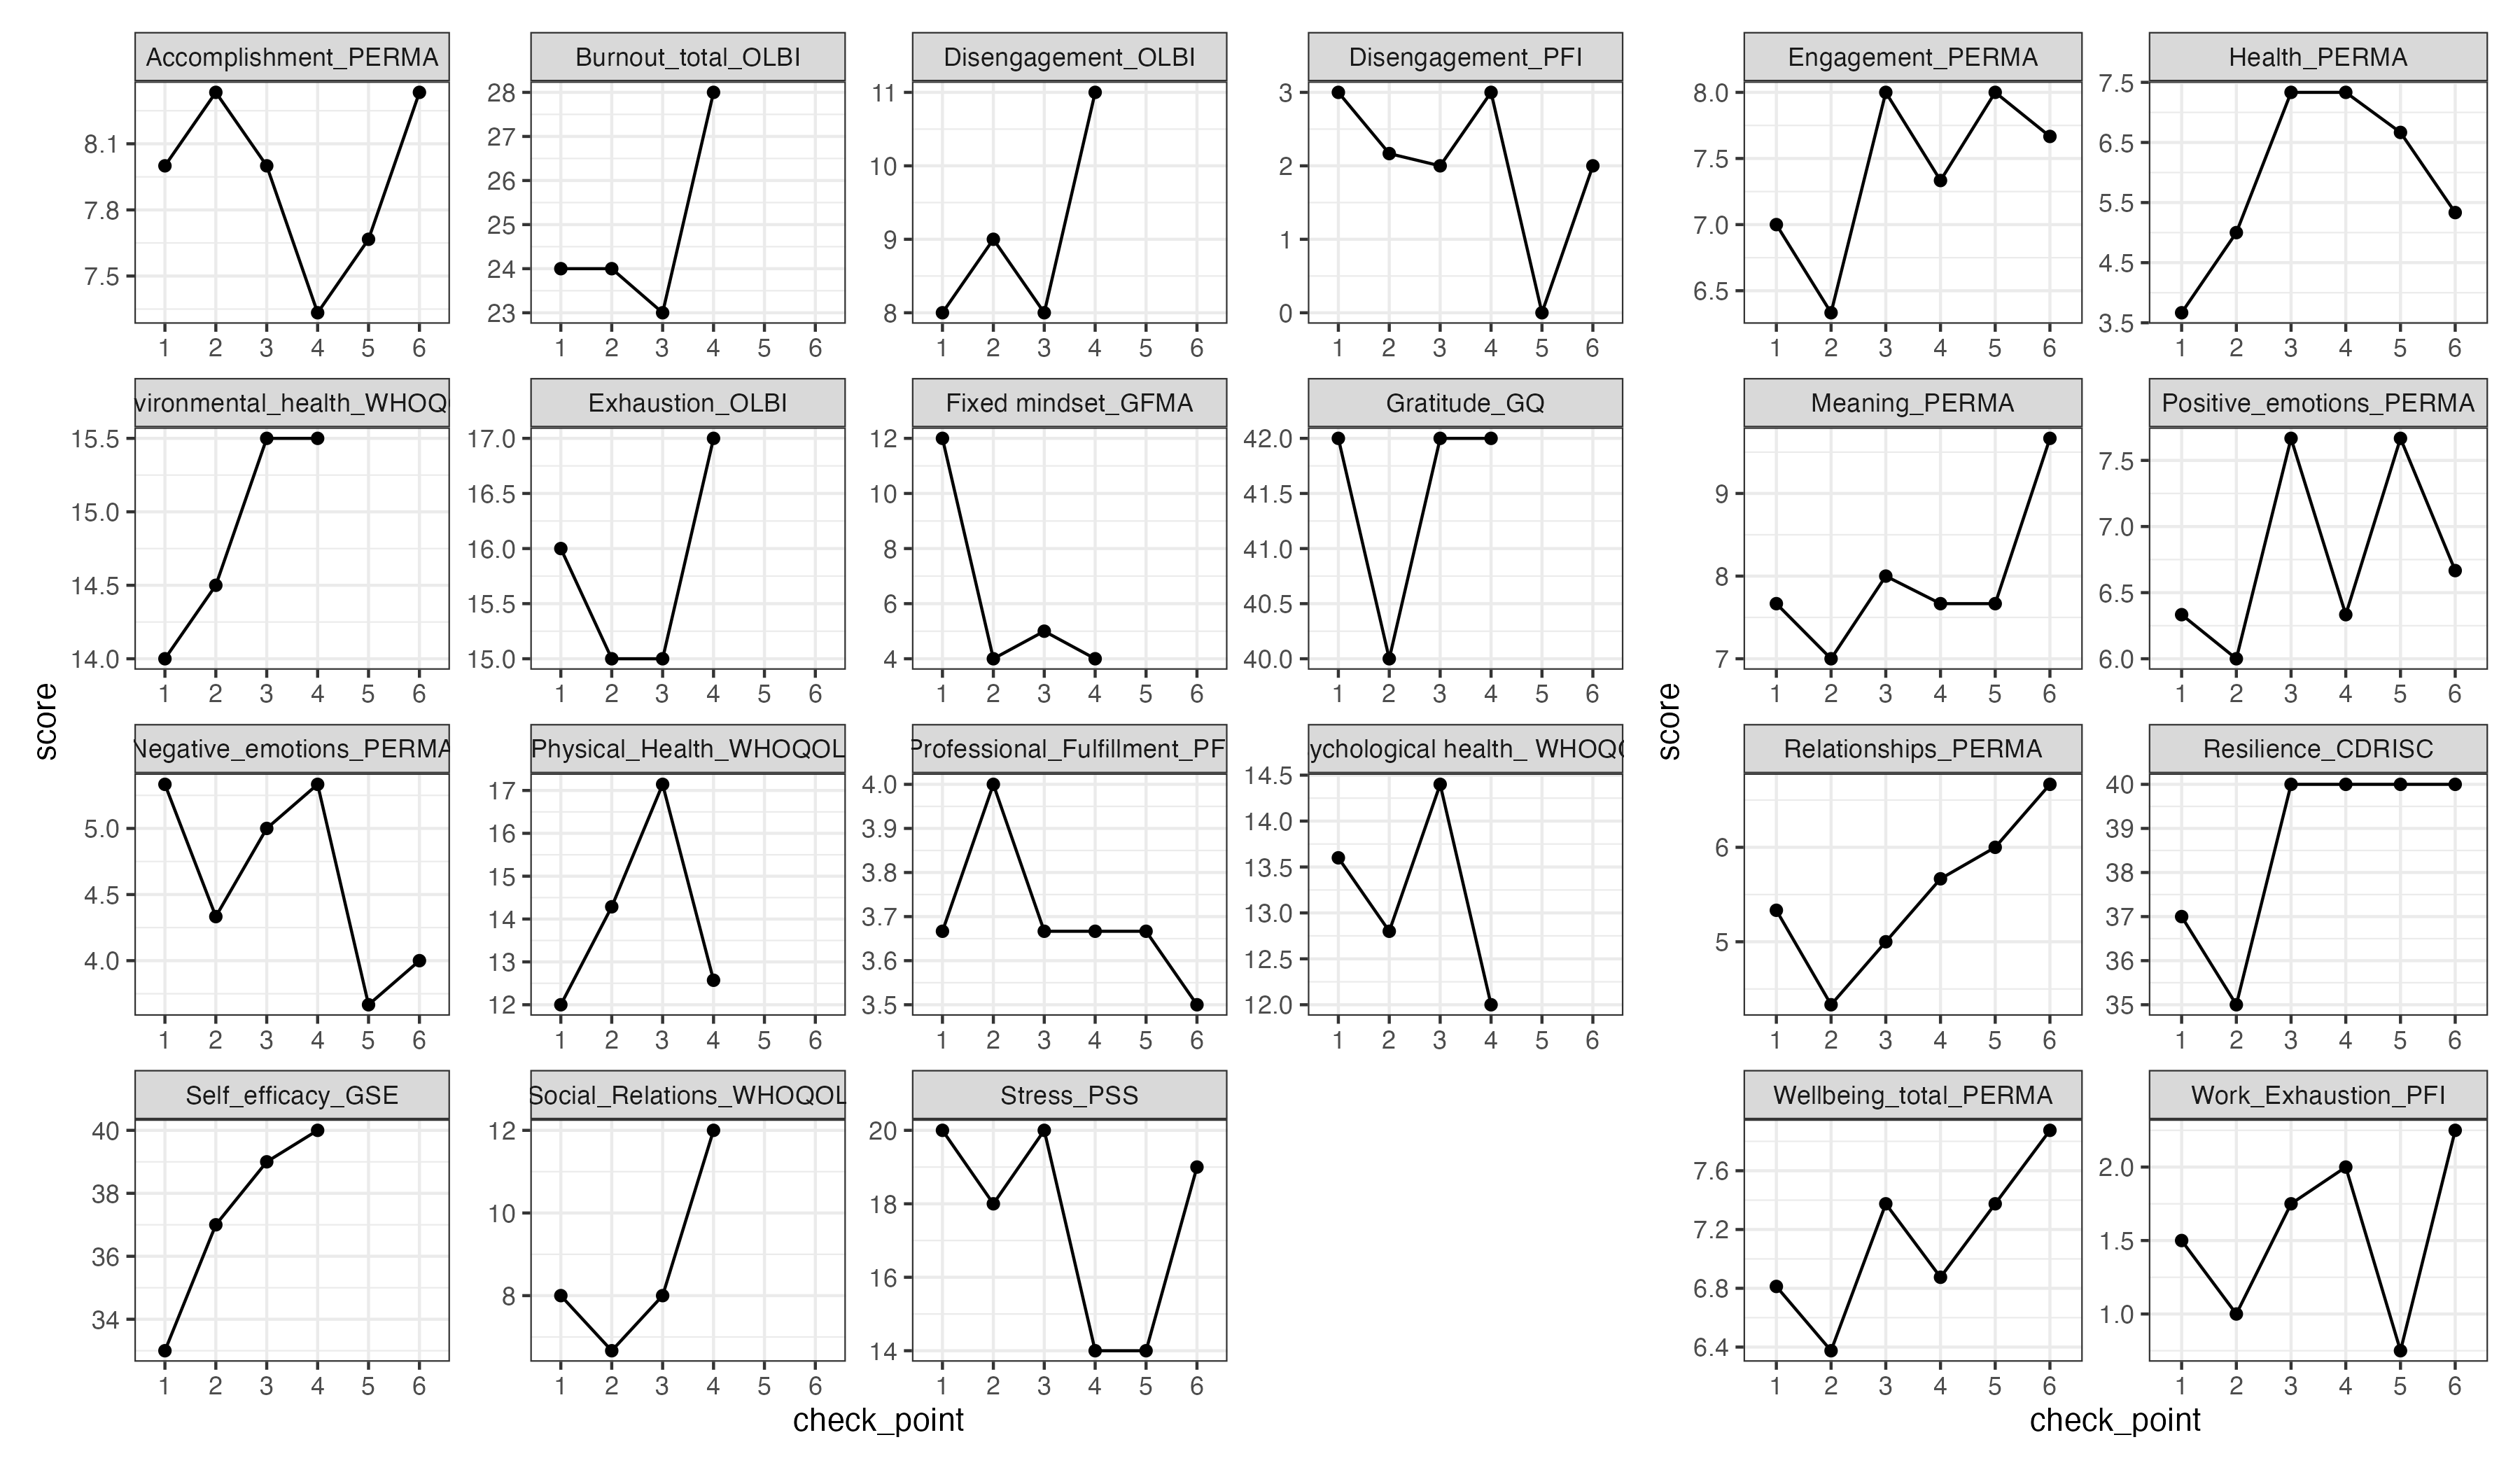 Accomplishment_PERMA
8.1
7.8
7.5
1 2 3 4 5 6
Burnout_total_OLBI
28
27
26
25
24
23
1 2 3 4 5 6
Disengagement_OLBI
11
10
9
8
1 2 3 4 5 6
Disengagement_PFI
3
2
1
0
1 2 3 4 5 6
vironmental_health_WHOQ
15.5
15.0
14.5
14.0
1 2 3 4 5 6
Exhaustion_OLBI
17.0
16.5
16.0
15.5
15.0
1 2 3 4 5 6
Fixed mindset_GFMA
12
10
8
6
4
1 2 3 4 5 6
Gratitude_GQ
42.0
41.5
41.0
40.5
40.0
1 2 3 4 5 6
score
Negative_emotions_PERMA
5.0
4.5
4.0
1 2 3 4 5 6
Physical_Health_WHOQOL
17
16
15
14
13
12
1 2 3 4 5 6
Professional_Fulfillment_PF
4.0
3.9
3.8
3.7
3.6
3.5
1 2 3 4 5 6
ychological health_ WHOQ
14.5
14.0
13.5
13.0
12.5
12.0
1 2 3 4 5 6
Self_efficacy_GSE
40
38
36
34
1 2 3 4 5 6
Social_Relations_WHOQOL
12
10
8
1 2 3 4 5 6
Stress_PSS
20
18
16
14
1 2 3 4 5 6
check_point
Engagement_PERMA
8.0
7.5
7.0
6.5
1 2 3 4 5 6
Health_PERMA
7.5
6.5
5.5
4.5
3.5
1 2 3 4 5 6
Meaning_PERMA
9
8
7
1 2 3 4 5 6
Positive_emotions_PERMA
7.5
7.0
6.5
6.0
1 2 3 4 5 6
score
Relationships_PERMA
6
5
1 2 3 4 5 6
Resilience_CDRISC
40
39
38
37
36
35
1 2 3 4 5 6
Wellbeing_total_PERMA
7.6
7.2
6.8
6.4
1 2 3 4 5 6
Work_Exhaustion_PFI
2.0
1.5
1.0
1 2 3 4 5 6
check_point